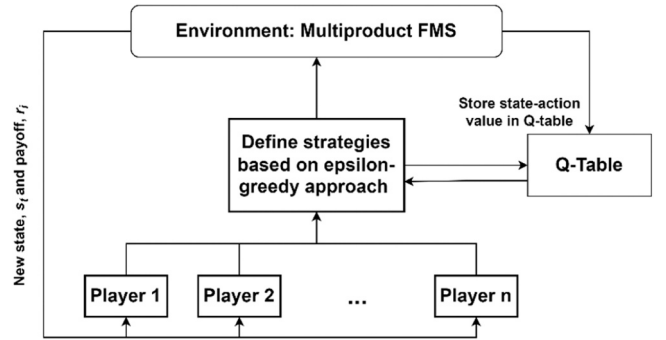 Environment: Multiproduct FMS
Store state-action
value in Q-table
Define strategies
based on epsilon-
greedy approach
Q-Table
New state, st and payoff, ri
Player 1
Player 2
...
Player n